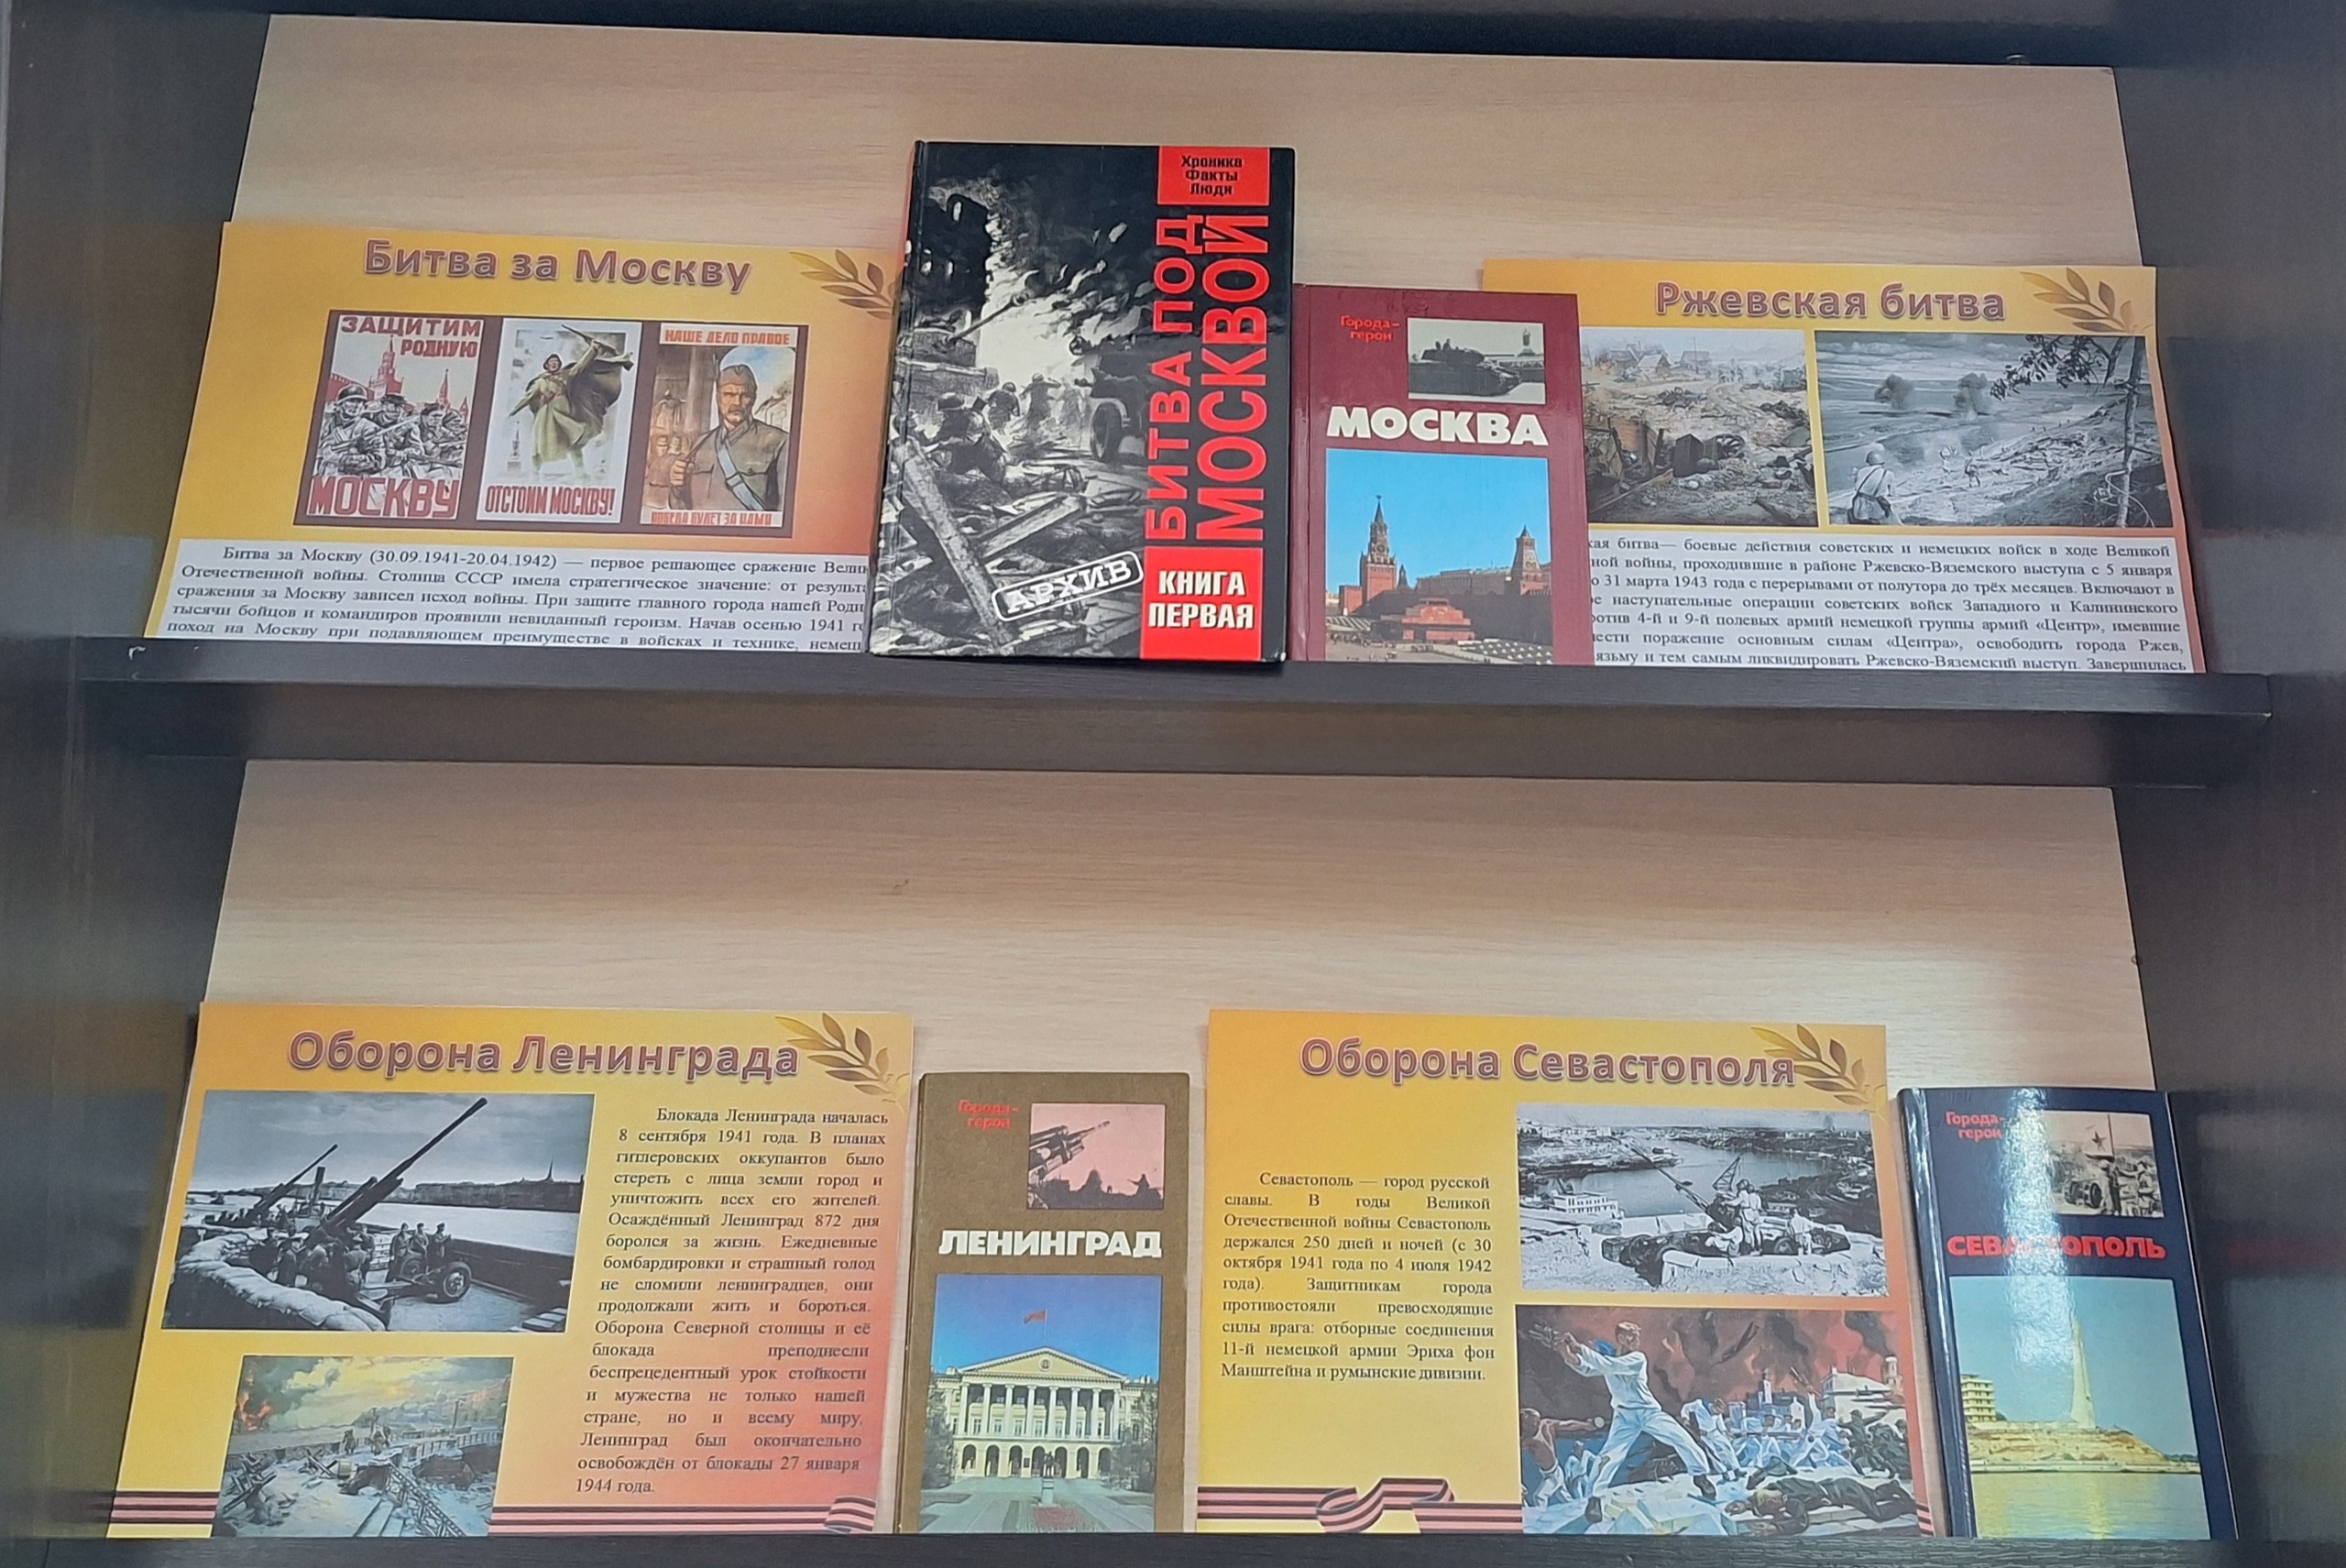 Битва за Москву
ЗАЩИТИМ
РОДНУЮ
МОСКВУ
ОТСТОИМ МОСКВУ!
НАШЕ ДЕЛО ПРАВОЕ
ПОБЕДА БУДЕТ ЗА НАМИ
Битва за Москву (30.09.1941-20.04.1942) — первое решающее сражение
Отечественной войны. Столица СССР имела стратегическое значение: от
сражения за Москву зависел исход войны. При защите главного города нашей
тысячи бойцов и командиров проявили невиданный героизм. Начав осенью 1941
поход на Москву при подавляющем преимуществе в войсках и технике,
Хроника
Факты
Люди
БИТВА ПОД
МОСКВОЙ
АРХИВ
КНИГА
ПЕРВАЯ
Города-
герои
МОСКВА
Ржевская битва
битва— боевые действия советских и немецких войск в ходе Великой
войны, проходившие в районе Ржевско-Вяземского выступа с 5 января
31 марта 1943 года с перерывами от полутора до трёх месяцев. Включают в
наступательные операции советских войск Западного и Калининского
4-й и 9-й полевых армий немецкой группы армий «Центр», имевшие
поражение основным силам «Центра», освободить города Ржев,
и тем самым ликвидировать Ржевско-Вяземский выступ. Завершилась
Оборона Ленинграда
Блокада Ленинграда началась
8 сентября 1941 года. В планах
гитлеровских оккупантов было
стереть с лица земли город и
уничтожить всех его жителей.
Осаждённый Ленинград 872 дня
боролся за жизнь. Ежедневные
бомбардировки и страшный голод
не сломили ленинградцев, они
продолжали жить и бороться.
Оборона Северной столицы и её
блокада преподнесли
беспрецедентный урок стойкости
и мужества не только нашей
стране, но и всему миру.
Ленинград был окончательно
освобождён от блокады 27 января
1944 года.
Города-
герои
ЛЕНИНГРАД
Оборона Севастополя
Севастополь — город русской
славы. В годы Великой
Отечественной войны Севастополь
держался 250 дней и ночей (с 30
октября 1941 года по 4 июля 1942
года). Защитникам города
противостояли превосходящие
силы врага: отборные соединения
11-й немецкой армии Эриха фон
Манштейна и румынские дивизии.
Города-
герои
СЕВАСТОПОЛЬ